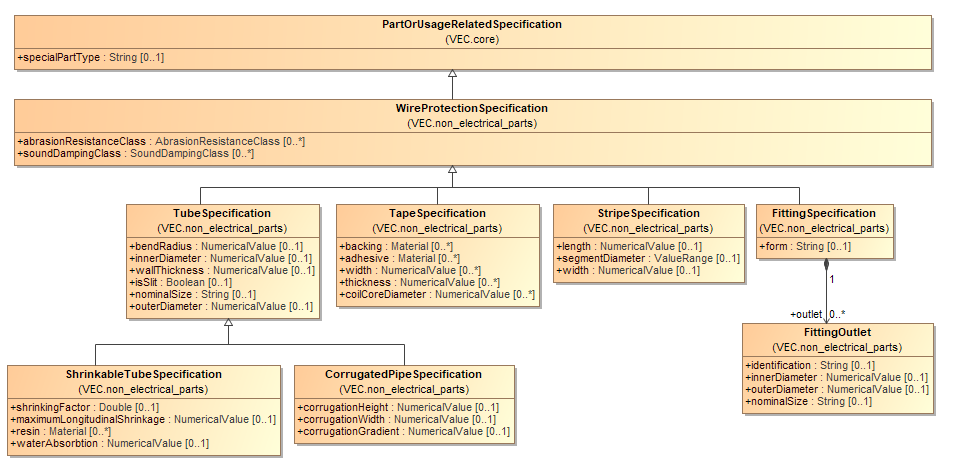 PartOrUsageRelatedSpecification
(VEC.core)
+specialPartType : String [0..1]
WireProtectionSpecification
(VEC.non_electrical_parts)
+abrasionResistanceClass : AbrasionResistanceClass [0..*]
+soundDampingClass : SoundDampingClass [0..*]
TubeSpecification
(VEC.non_electrical_parts)
+bendRadius : NumericalValue [0..1]
+innerDiameter : NumericalValue [0..1]
+wallThickness : NumericalValue [0..1]
+isSlit : Boolean [0..1]
+nominalSize : String [0..1]
+outerDiameter : NumericalValue [0..1]
TapeSpecification
(VEC.non_electrical_parts)
+backing : Material [0..*]
+adhesive : Material [0..*]
+width : NumericalValue [0..*]
+thickness : NumericalValue [0..*]
+coilCoreDiameter : NumericalValue [0..*]
StripeSpecification
(VEC.non_electrical_parts)
+length : NumericalValue [0..1]
+segmentDiameter : ValueRange [0..1]
+width : NumericalValue [0..1]
FittingSpecification
(VEC.non_electrical_parts)
+form : String [0..1]
1
+outlet 0..*
FittingOutlet
(VEC.non_electrical_parts)
+identification : String [0..1]
+innerDiameter : NumericalValue [0..1]
+outerDiameter : NumericalValue [0..1]
+nominalSize : String [0..1]
ShrinkableTubeSpecification
(VEC.non_electrical_parts)
+shrinkingFactor : Double [0..1]
+maximumLongitudinalShrinkage : NumericalValue [0..1]
+resin : Material [0..*]
+waterAbsorbtion : NumericalValue [0..1]
CorrugatedPipeSpecification
(VEC.non_electrical_parts)
+corrugationHeight : NumericalValue [0..1]
+corrugationWidth : NumericalValue [0..1]
+corrugationGradient : NumericalValue [0..1]